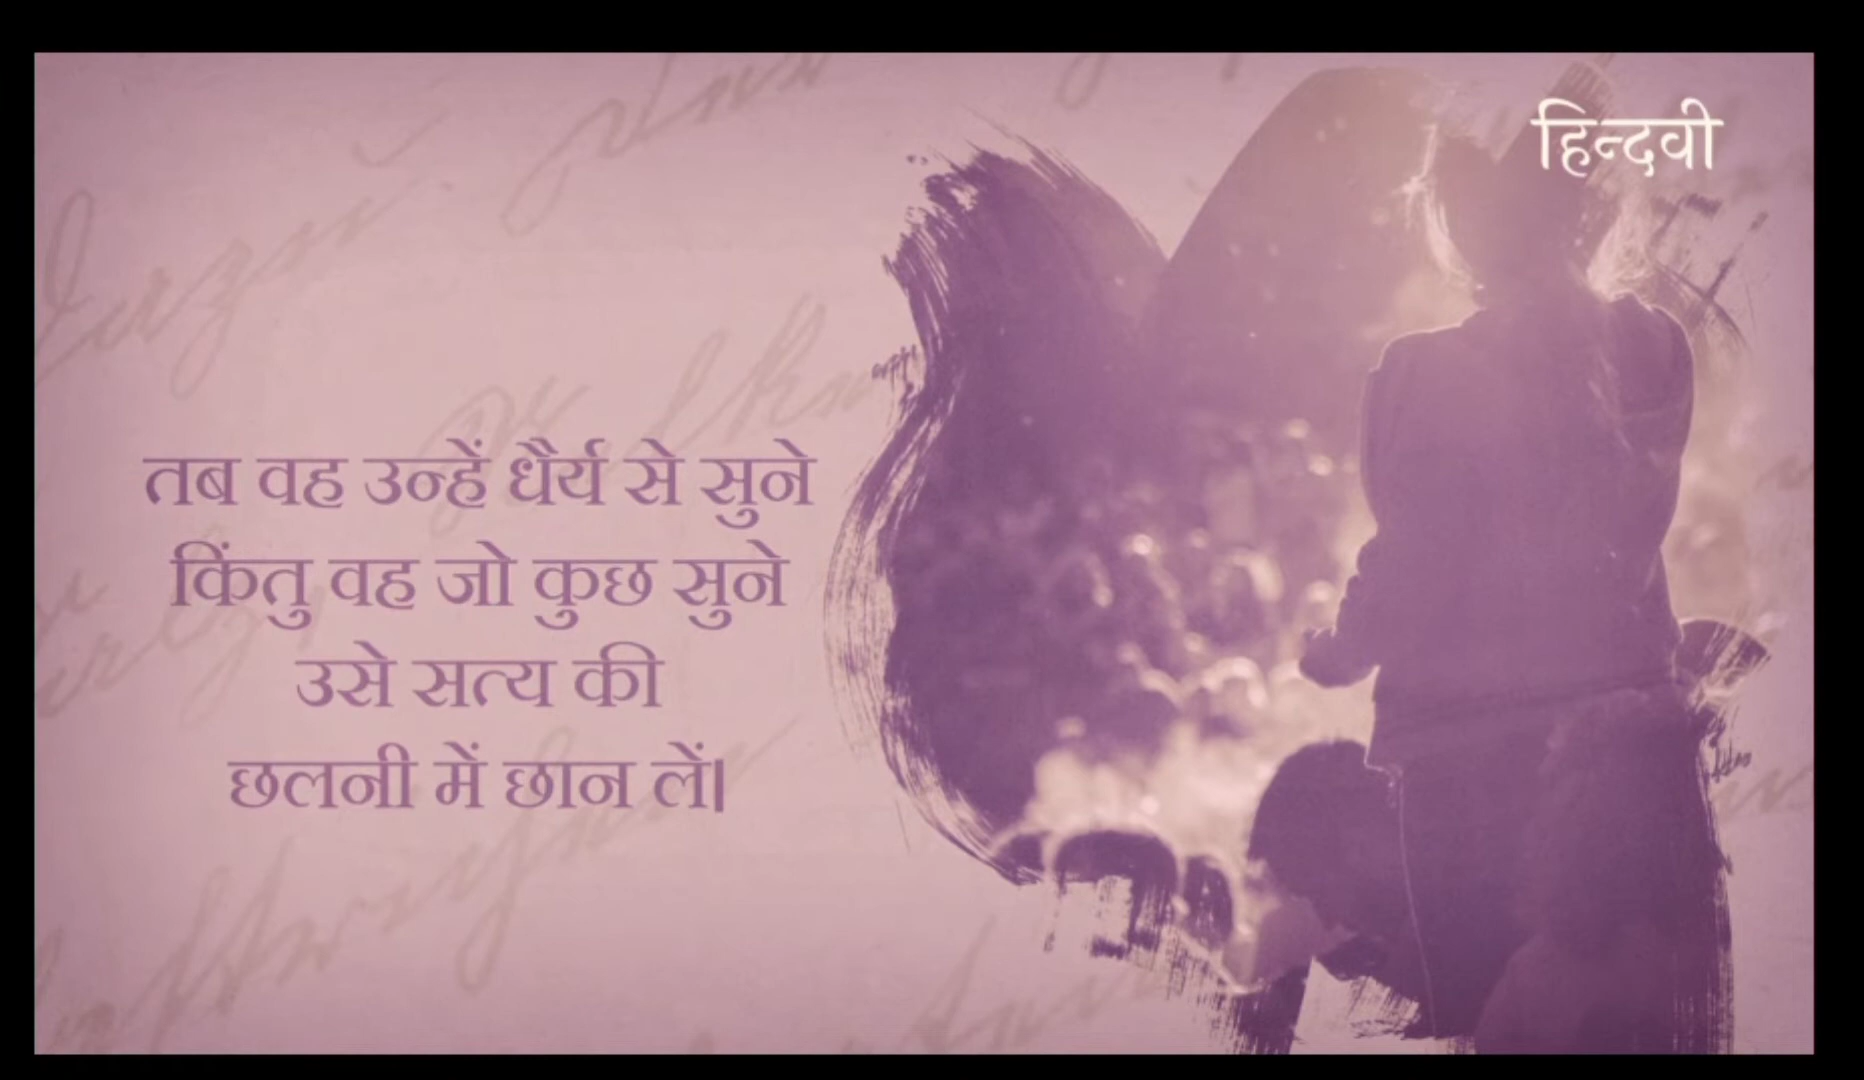 हिन्दवी
तब वह उन्हें धैर्य से सुने
किंतु वह जो कुछ सुने
उसे सत्य की
छलनी में छान लें।